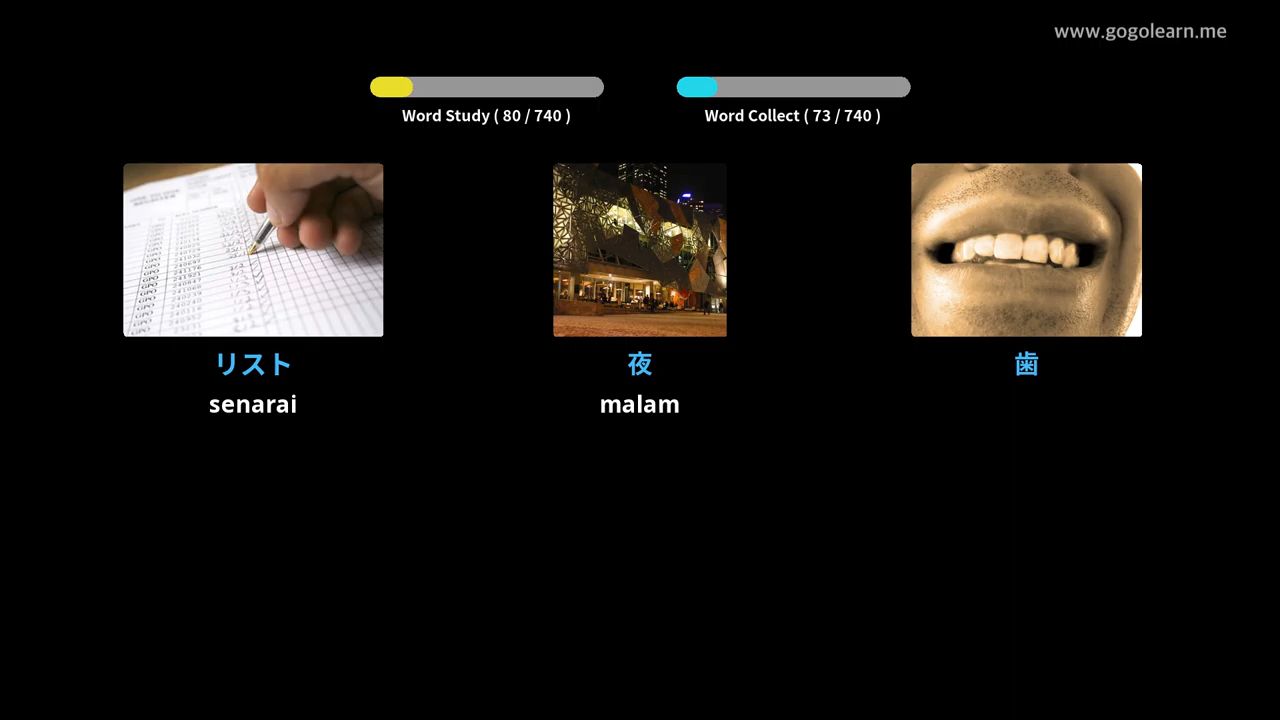 www.gogolearn.me
Word Study ( 80 / 740 )
Word Collect ( 73 / 740 )
リスト
夜
歯
senarai
malam